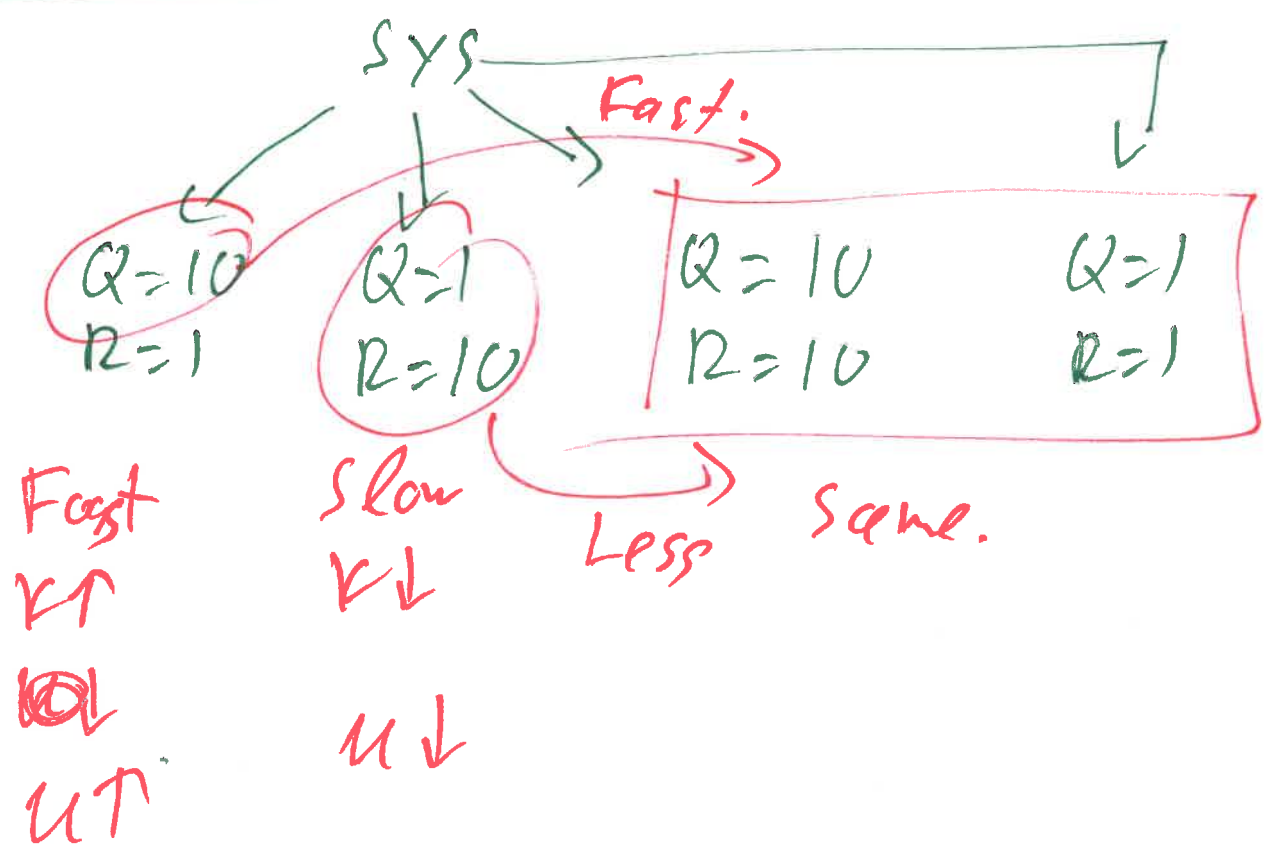 sys
Fast.
Q=10 Q=1 Q=10 Q=1
R=1 R=10 R=10 R=1
Fast Slow
Less Same.
K↑ K↓
u↓
u↑